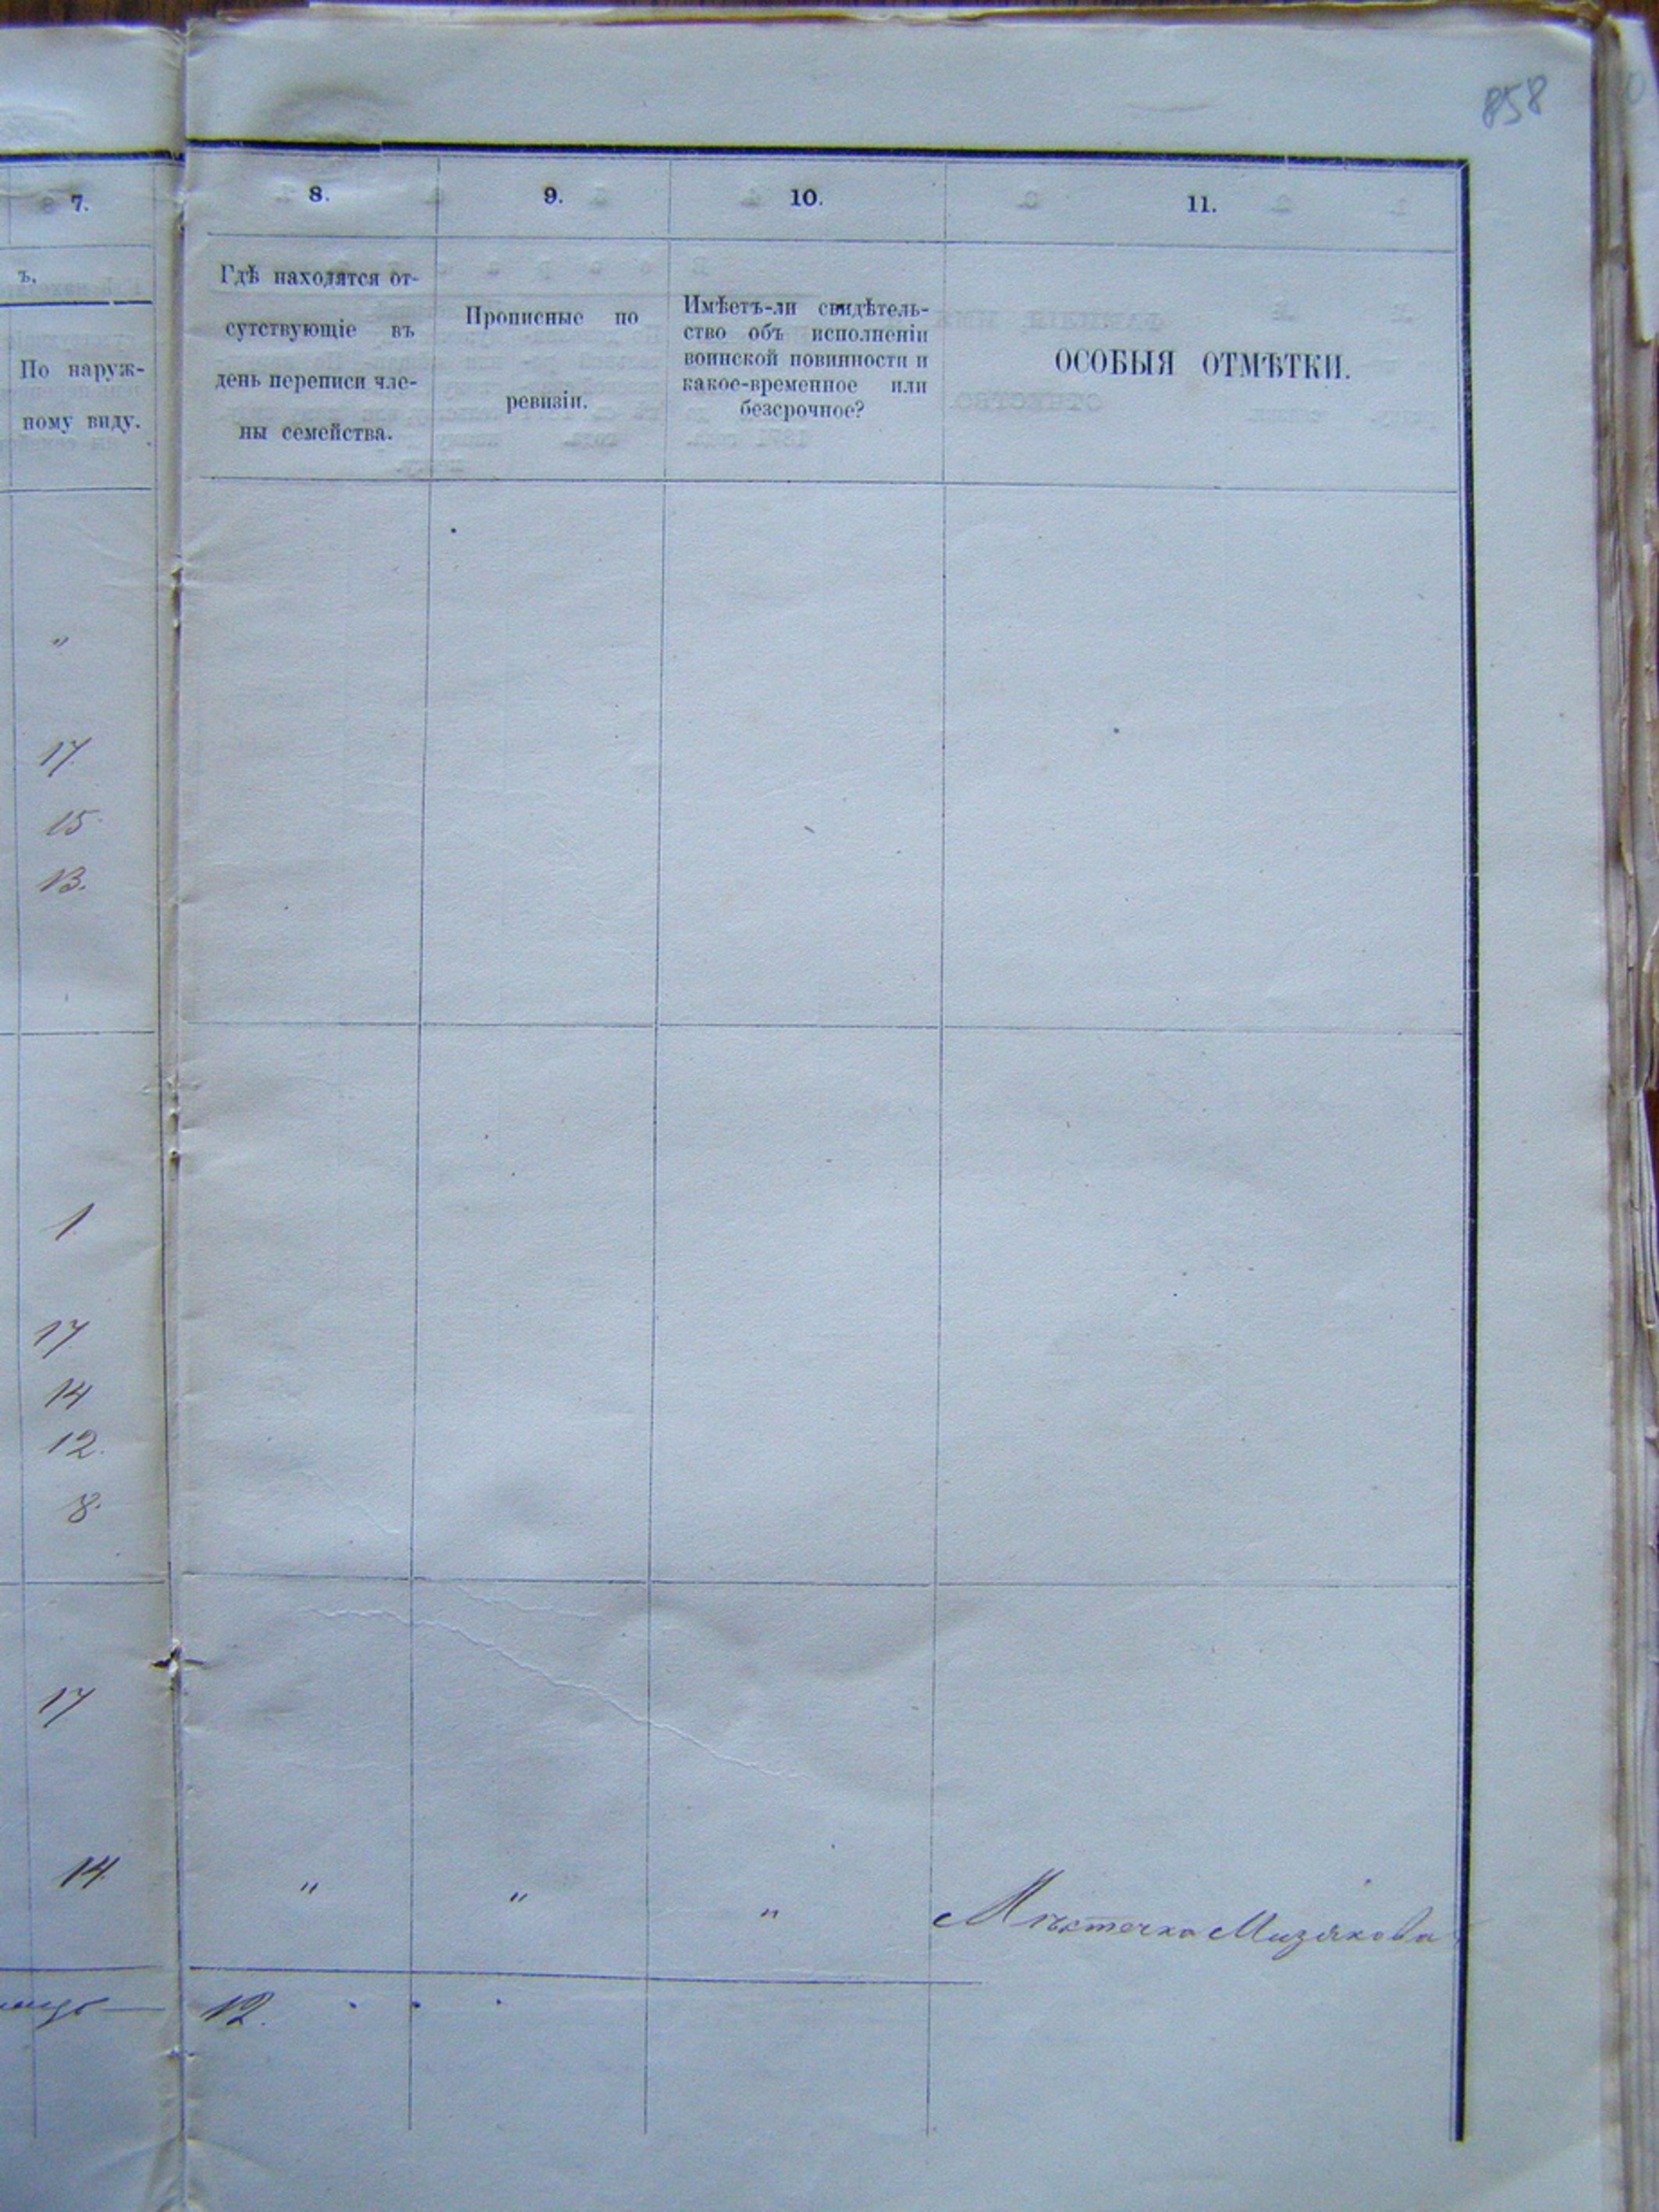 858
7.
8.
9.
10.
11.
ъ.
По наруж-
ному виду.
Гдѣ находятся от-
сутствующіе въ
день переписи чле-
ны семейства.
Прописные по
ревизіи.
Имѣетъ-ли свидѣтель-
ство объ исполненіи
воинской повинности и
какое-временное или
безсрочное?
ОСОБЫЯ ОТМѢТКИ.
"
17.
15.
13.
1
17
14
12.
8.
17
14. " " " Мѣстечка Мизякова
12.